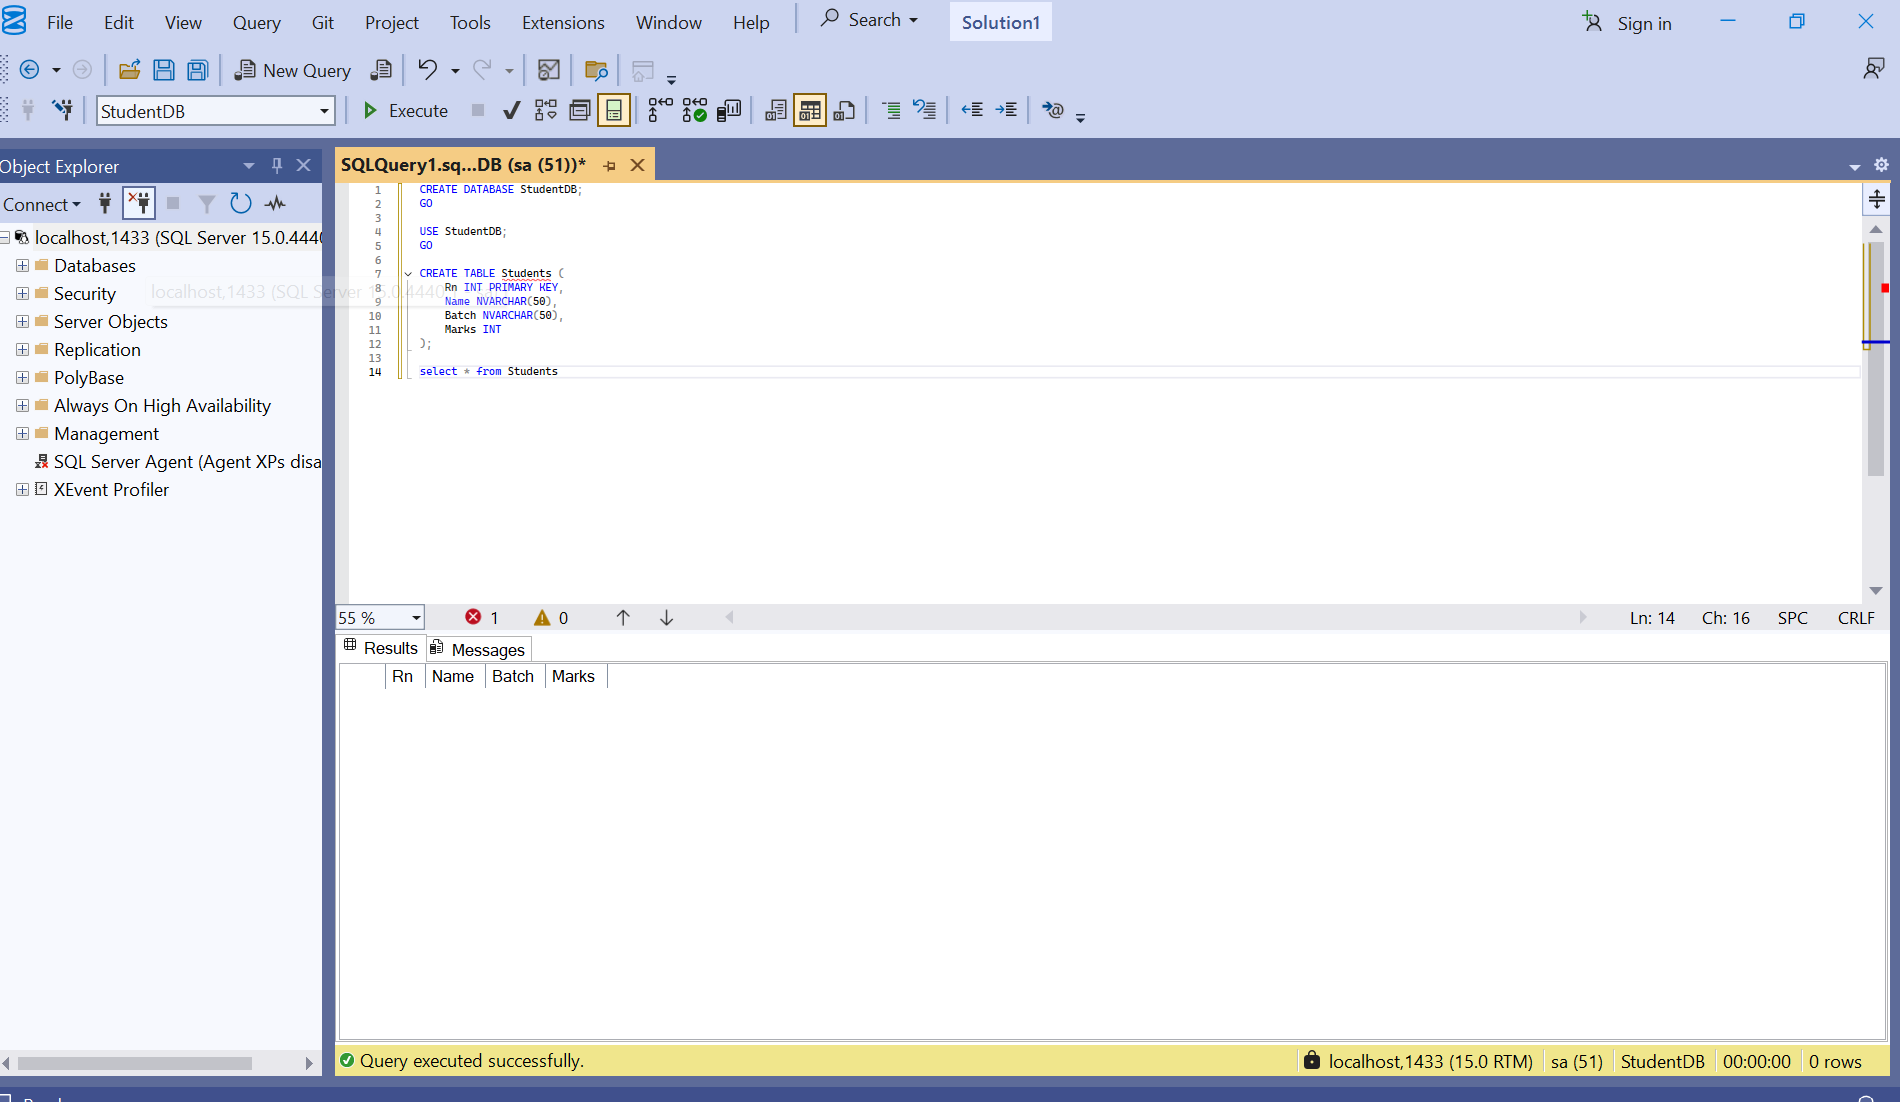 File Edit View Query Git Project Tools Extensions Window Help Search Solution1 Sign in
New Query
StudentDB Execute
Object Explorer
Connect
localhost,1433 (SQL Server 15.0.4440
Databases
Security
localhost,1433 (SQL Server 15.0.4440
Server Objects
Replication
PolyBase
Always On High Availability
Management
SQL Server Agent (Agent XPs disa
XEvent Profiler
SQLQuery1.sq...DB (sa (51))*
1 CREATE DATABASE StudentDB;
2 GO
3
4 USE StudentDB;
5 GO
6
7 CREATE TABLE Students (
8 Rn INT PRIMARY KEY,
9 Name NVARCHAR(50),
10 Batch NVARCHAR(50),
11 Marks INT
12 );
13
14 select * from Students
55 % 1 0 Ln: 14 Ch: 16 SPC CRLF
Results Messages
Rn Name Batch Marks
Query executed successfully. localhost,1433 (15.0 RTM) sa (51) StudentDB 00:00:00 0 rows